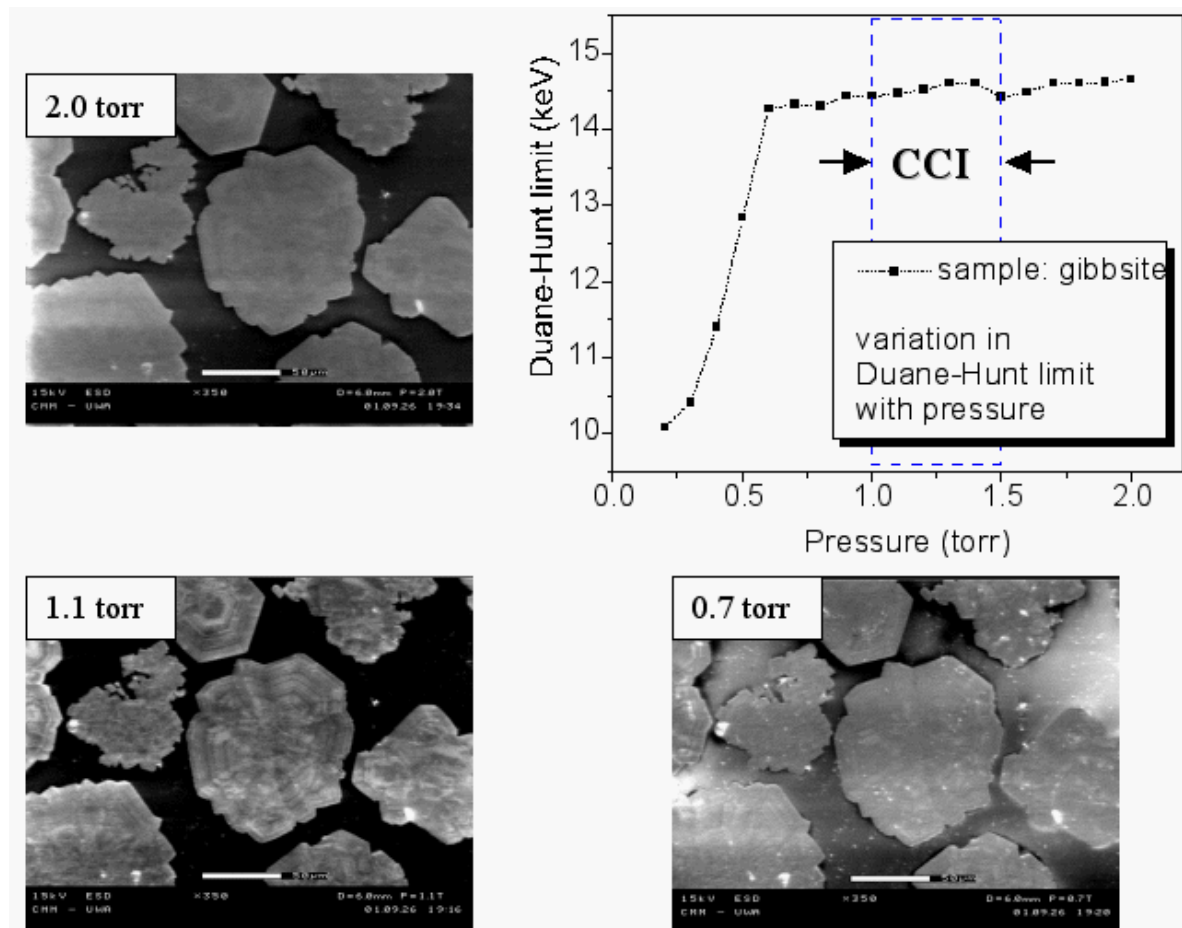 2.0 torr
50µm
15kV ESD ×350 D=6.0mm P=2.0T
CMM - UWA 01.09.26 19:34
Duane-Hunt limit (keV)
15
14
13
12
11
10
CCI
sample: gibbsite
variation in
Duane-Hunt limit
with pressure
0.0 0.5 1.0 1.5 2.0
Pressure (torr)
1.1 torr
50µm
15kV ESD ×350 D=6.0mm P=1.1T
CMM - UWA 01.09.26 19:16
0.7 torr
50µm
15kV ESD ×350 D=6.0mm P=0.7T
CMM - UWA 01.09.26 19:20